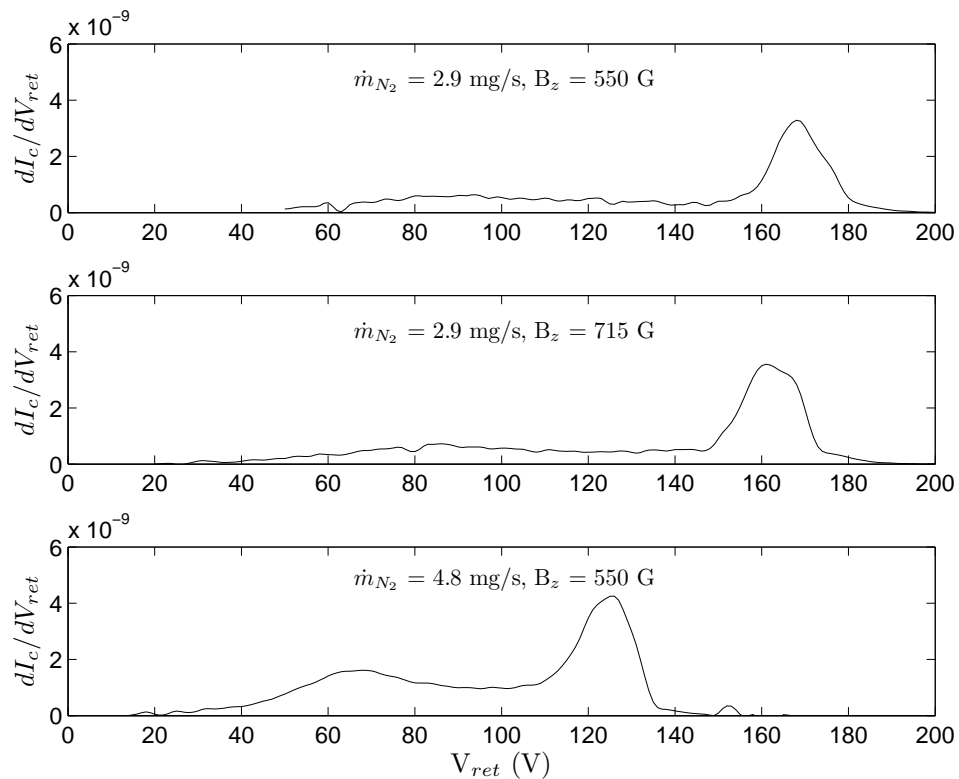 x 10⁻⁹
6
4
2
0
dI_c/dV_ret
ṁ_N₂ = 2.9 mg/s, B_z = 550 G
0 20 40 60 80 100 120 140 160 180 200
x 10⁻⁹
6
4
2
0
dI_c/dV_ret
ṁ_N₂ = 2.9 mg/s, B_z = 715 G
0 20 40 60 80 100 120 140 160 180 200
x 10⁻⁹
6
4
2
0
dI_c/dV_ret
ṁ_N₂ = 4.8 mg/s, B_z = 550 G
0 20 40 60 80 100 120 140 160 180 200
V_ret (V)